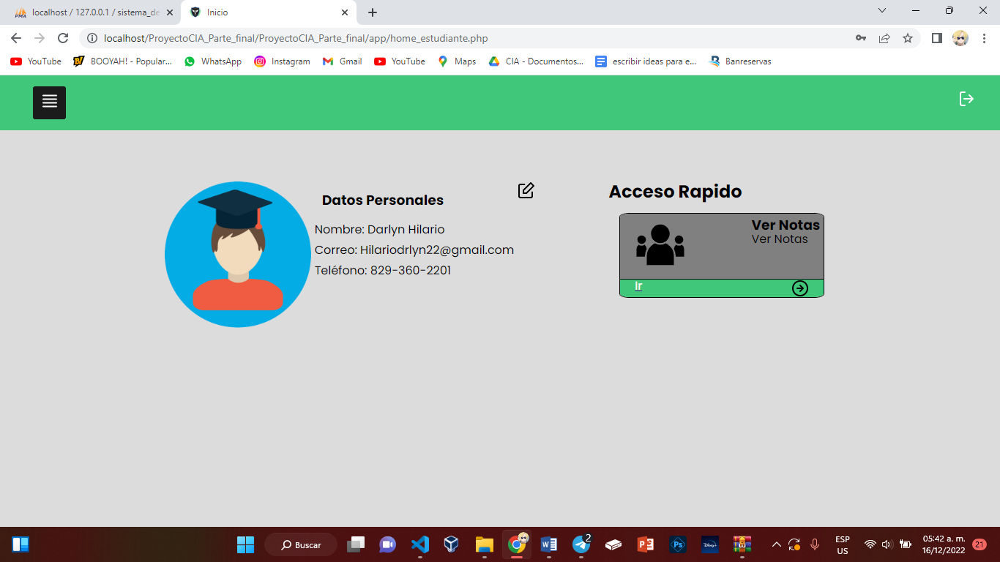 PMA
localhost / 127.0.0.1 / sistema_de
Inicio
localhost/ProyectoCIA_Parte_final/ProyectoCIA_Parte_final/app/home_estudiante.php
YouTube
BOOYAH! - Popular...
WhatsApp
Instagram
Gmail
YouTube
Maps
CIA - Documentos...
escribir ideas para e...
Banreservas
Datos Personales
Nombre: Darlyn Hilario
Correo: Hilariodrlyn22@gmail.com
Teléfono: 829-360-2201
Acceso Rapido
Ver Notas
Ver Notas
Ir
Buscar
W
2
P
Ps
Disney+
ESP
US
05:42 a. m.
16/12/2022
21